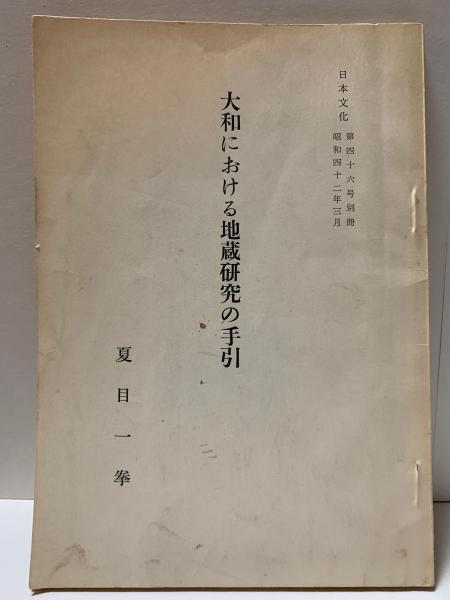 日本文化 第四十六号別冊
昭和四十二年三月
大和における地蔵研究の手引
夏目一拳